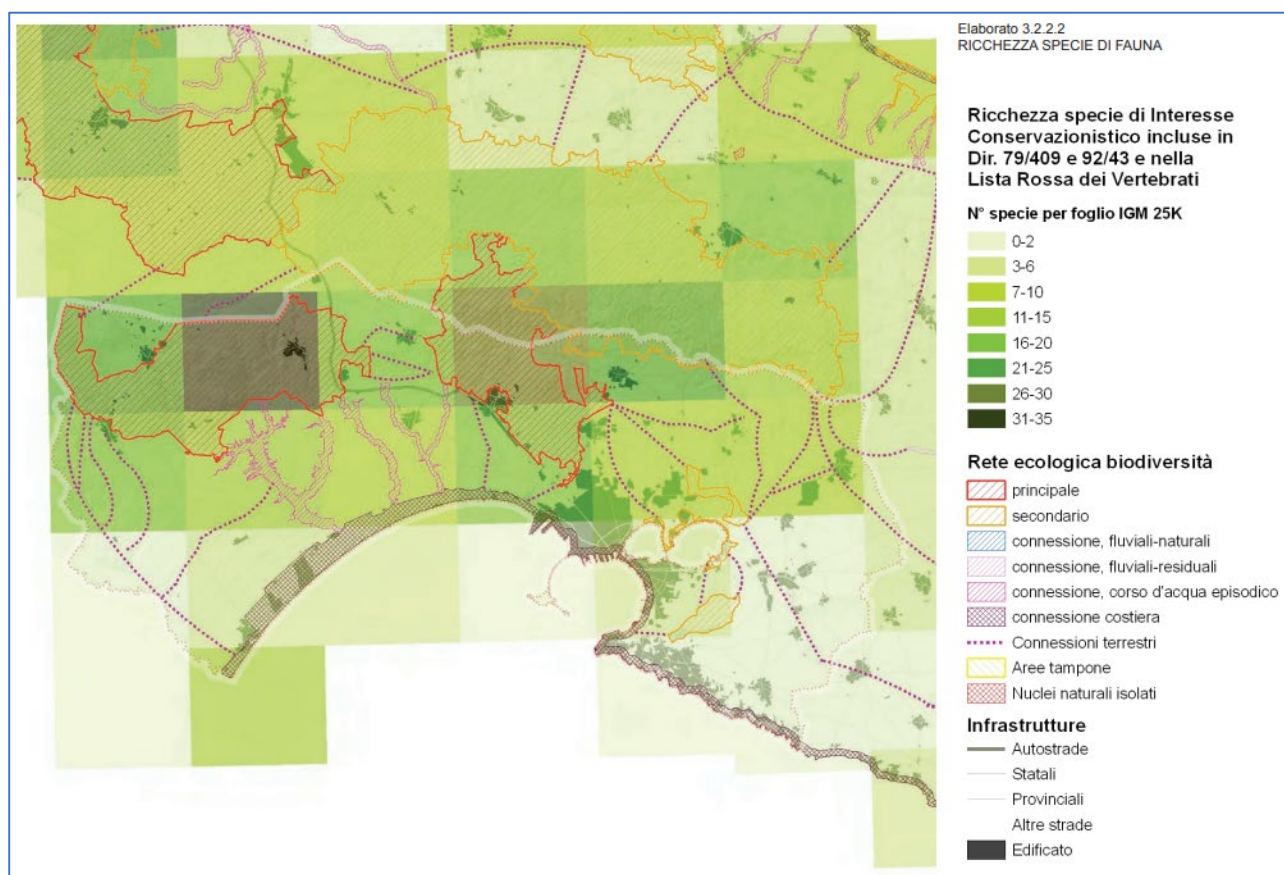 Elaborato 3.2.2.2
RICCHEZZA SPECIE DI FAUNA
Ricchezza specie di Interesse
Conservazionistico incluse in
Dir. 79/409 e 92/43 e nella
Lista Rossa dei Vertebrati
N° specie per foglio IGM 25K
0-2
3-6
7-10
11-15
16-20
21-25
26-30
31-35
Rete ecologica biodiversità
principale
secondario
connessione, fluviali-naturali
connessione, fluviali-residuali
connessione, corso d'acqua episodico
connessione costiera
Connessioni terrestri
Aree tampone
Nuclei naturali isolati
Infrastrutture
Autostrade
Statali
Provinciali
Altre strade
Edificato